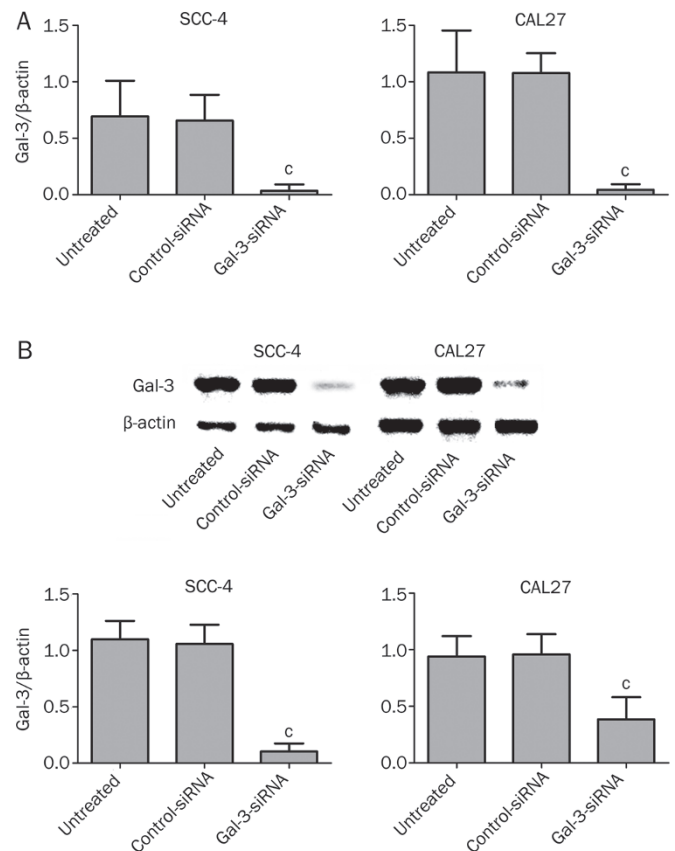 A
SCC-4
CAL27
Gal-3/β-actin
1.5
1.0
0.5
0.0
Untreated
Control-siRNA
Gal-3-siRNA
c
1.5
1.0
0.5
0.0
Untreated
Control-siRNA
Gal-3-siRNA
c
B
SCC-4
CAL27
Gal-3
β-actin
Untreated
Control-siRNA
Gal-3-siRNA
Untreated
Control-siRNA
Gal-3-siRNA
SCC-4
CAL27
Gal-3/β-actin
1.5
1.0
0.5
0.0
Untreated
Control-siRNA
Gal-3-siRNA
c
1.5
1.0
0.5
0.0
Untreated
Control-siRNA
Gal-3-siRNA
c